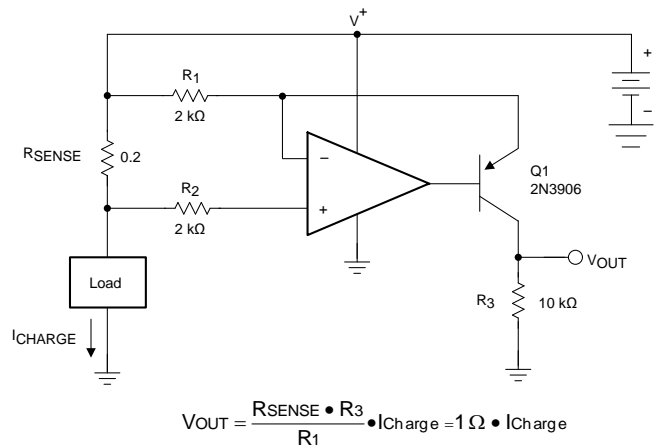 V+
R1
2 kΩ
+
−
RSENSE
0.2
−
+
R2
2 kΩ
Q1
2N3906
Load
VOUT
R3
10 kΩ
ICHARGE
VOUT = RSENSE • R3 / R1 • ICharge = 1 Ω • ICharge